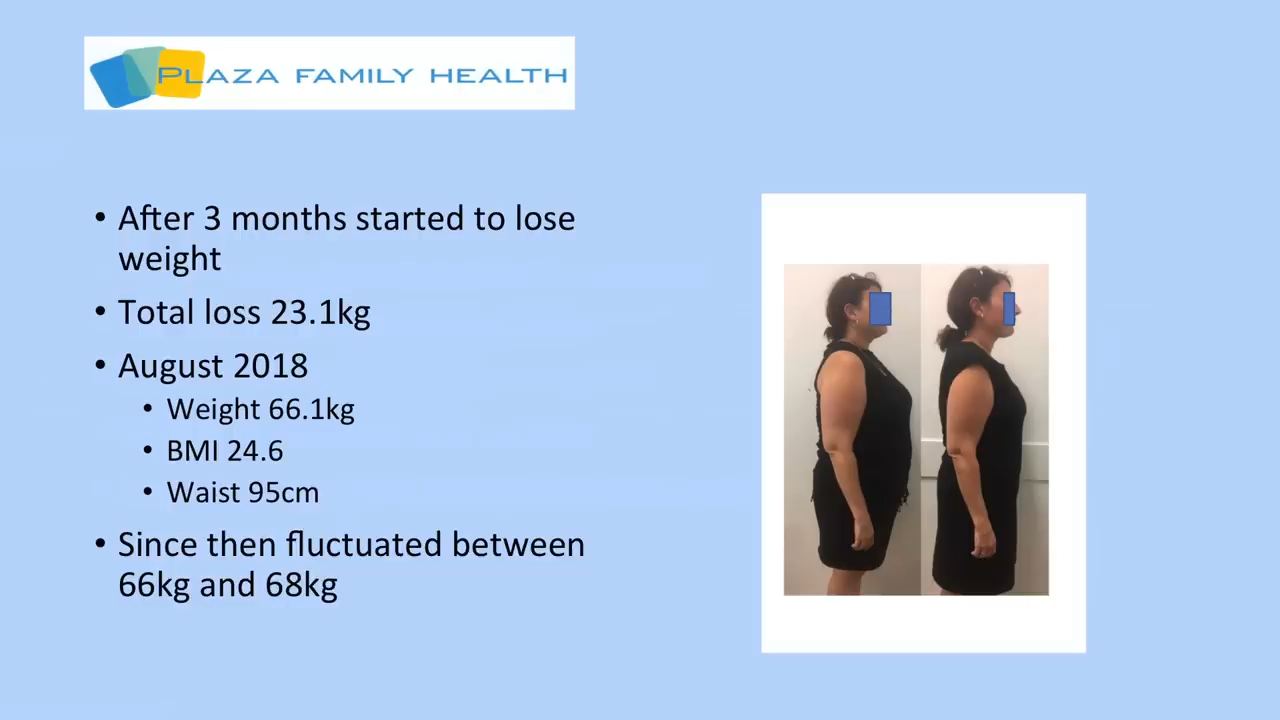 PLAZA FAMILY HEALTH
• After 3 months started to lose
weight
• Total loss 23.1kg
• August 2018
• Weight 66.1kg
• BMI 24.6
• Waist 95cm
• Since then fluctuated between
66kg and 68kg